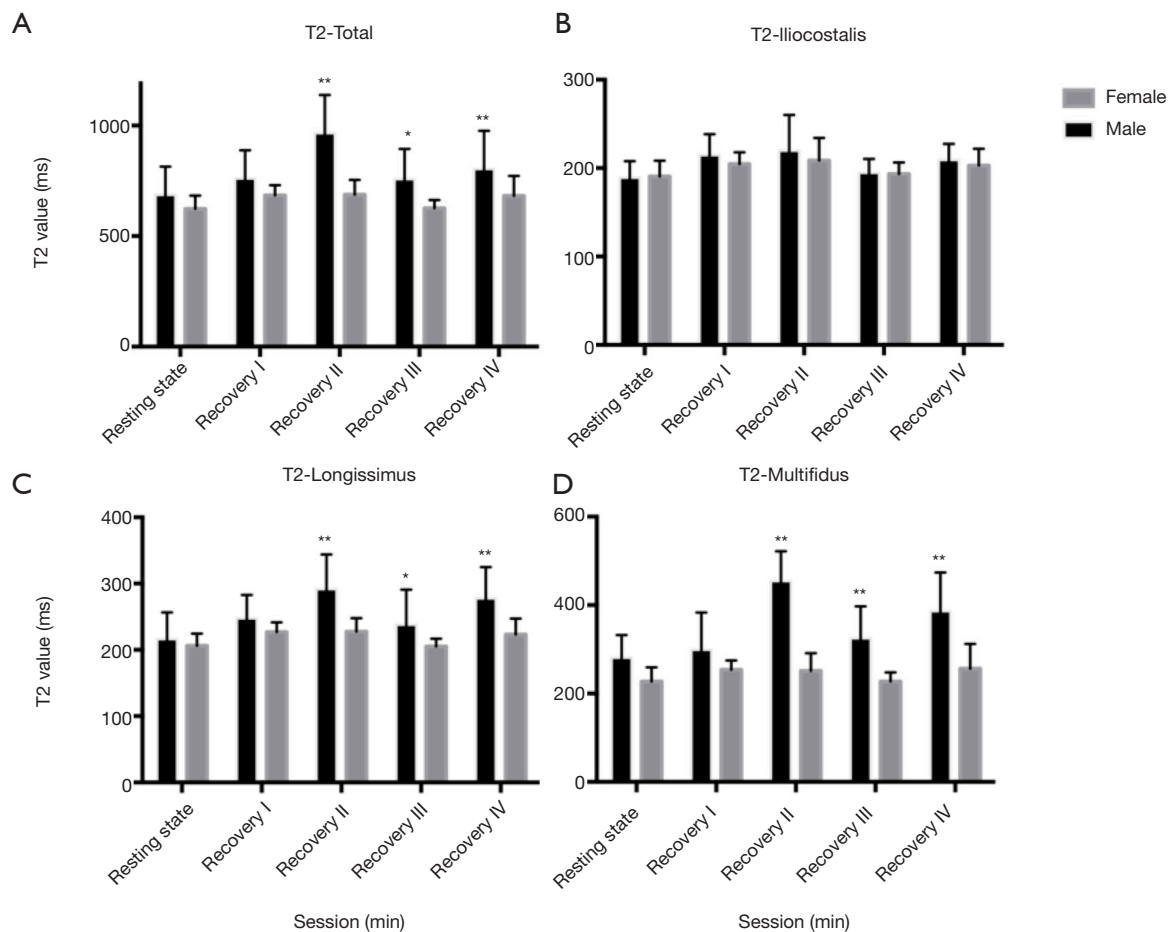 A
T2-Total
T2 value (ms)
1000
500
0
**
*
**
Resting state
Recovery I
Recovery II
Recovery III
Recovery IV
B
T2-Iliocostalis
300
200
100
0
Resting state
Recovery I
Recovery II
Recovery III
Recovery IV
Female
Male
C
T2-Longissimus
T2 value (ms)
400
300
200
100
0
**
*
**
Resting state
Recovery I
Recovery II
Recovery III
Recovery IV
Session (min)
D
T2-Multifidus
600
400
200
0
**
**
**
Resting state
Recovery I
Recovery II
Recovery III
Recovery IV
Session (min)